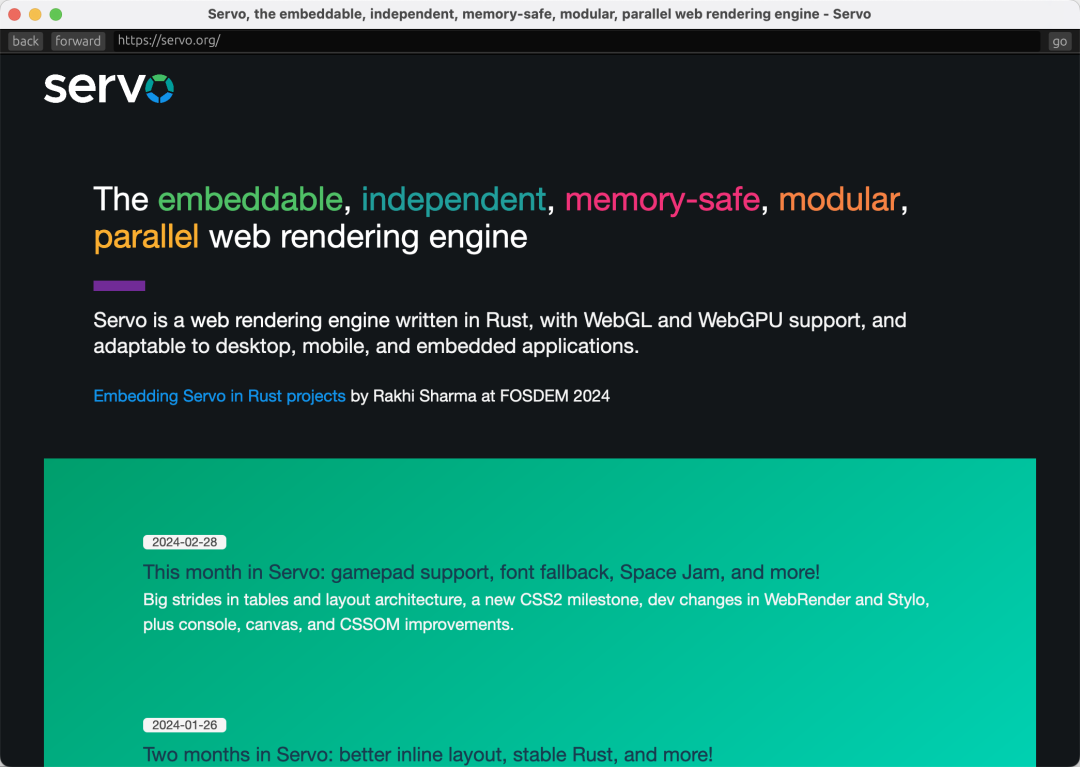 Servo, the embeddable, independent, memory-safe, modular, parallel web rendering engine - Servo
back forward https://servo.org/ go
servo
The embeddable, independent, memory-safe, modular,
parallel web rendering engine
Servo is a web rendering engine written in Rust, with WebGL and WebGPU support, and
adaptable to desktop, mobile, and embedded applications.
Embedding Servo in Rust projects by Rakhi Sharma at FOSDEM 2024
2024-02-28
This month in Servo: gamepad support, font fallback, Space Jam, and more!
Big strides in tables and layout architecture, a new CSS2 milestone, dev changes in WebRender and Stylo,
plus console, canvas, and CSSOM improvements.
2024-01-26
Two months in Servo: better inline layout, stable Rust, and more!